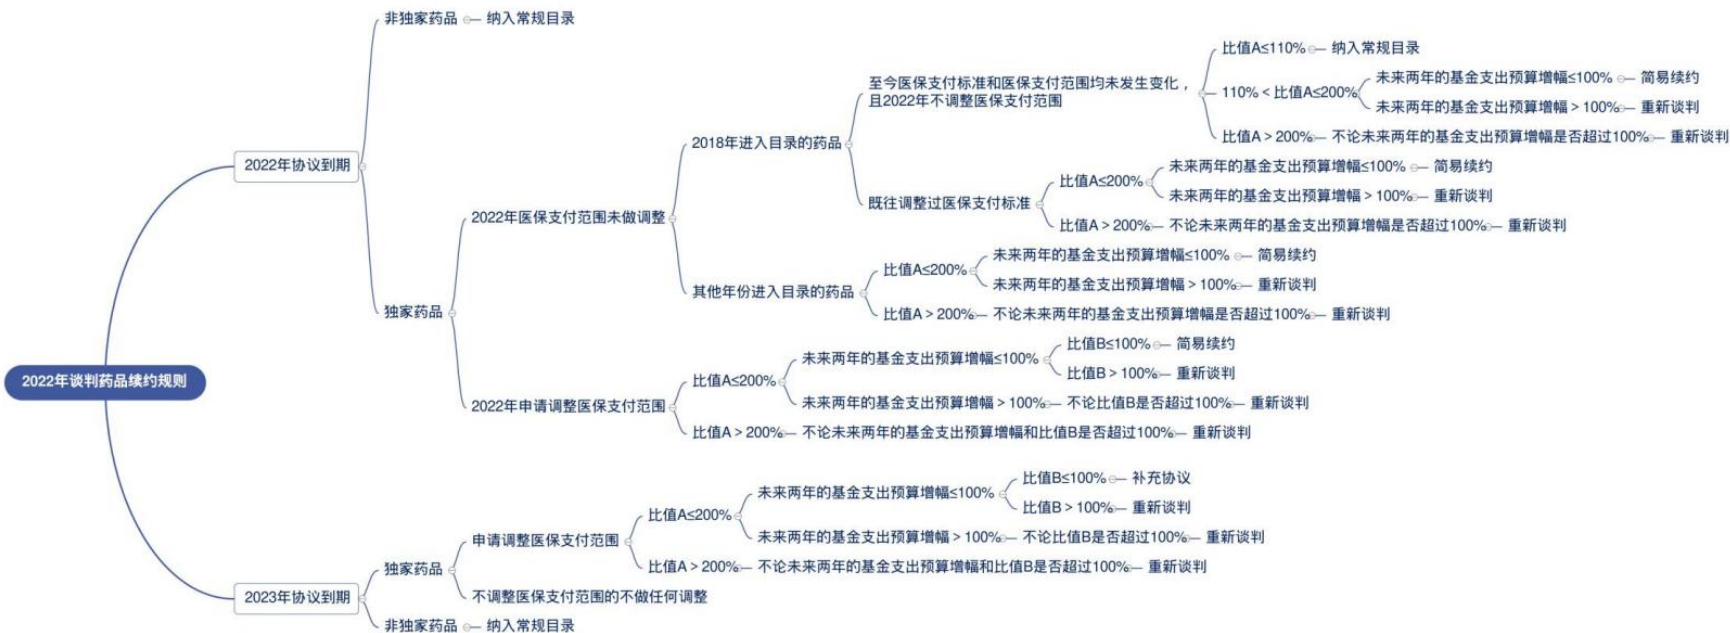 非独家药品
纳入常规目录
比值A≤110%
纳入常规目录
至今医保支付标准和医保支付范围均未发生变化，
且2022年不调整医保支付范围
110% < 比值A≤200%
未来两年的基金支出预算增幅≤100%
简易续约
未来两年的基金支出预算增幅 > 100%
重新谈判
比值A > 200%
不论未来两年的基金支出预算增幅是否超过100%
重新谈判
2018年进入目录的药品
2022年协议到期
既往调整过医保支付标准
比值A≤200%
未来两年的基金支出预算增幅≤100%
简易续约
未来两年的基金支出预算增幅 > 100%
重新谈判
比值A > 200%
不论未来两年的基金支出预算增幅是否超过100%
重新谈判
2022年医保支付范围未做调整
其他年份进入目录的药品
比值A≤200%
未来两年的基金支出预算增幅≤100%
简易续约
未来两年的基金支出预算增幅 > 100%
重新谈判
比值A > 200%
不论未来两年的基金支出预算增幅是否超过100%
重新谈判
独家药品
2022年谈判药品续约规则
2022年申请调整医保支付范围
比值A≤200%
未来两年的基金支出预算增幅≤100%
比值B≤100%
简易续约
比值B > 100%
重新谈判
未来两年的基金支出预算增幅 > 100%
不论比值B是否超过100%
重新谈判
比值A > 200%
不论未来两年的基金支出预算增幅和比值B是否超过100%
重新谈判
2023年协议到期
独家药品
申请调整医保支付范围
比值A≤200%
未来两年的基金支出预算增幅≤100%
比值B≤100%
补充协议
比值B > 100%
重新谈判
未来两年的基金支出预算增幅 > 100%
不论比值B是否超过100%
重新谈判
比值A > 200%
不论未来两年的基金支出预算增幅和比值B是否超过100%
重新谈判
不调整医保支付范围的不做任何调整
非独家药品
纳入常规目录